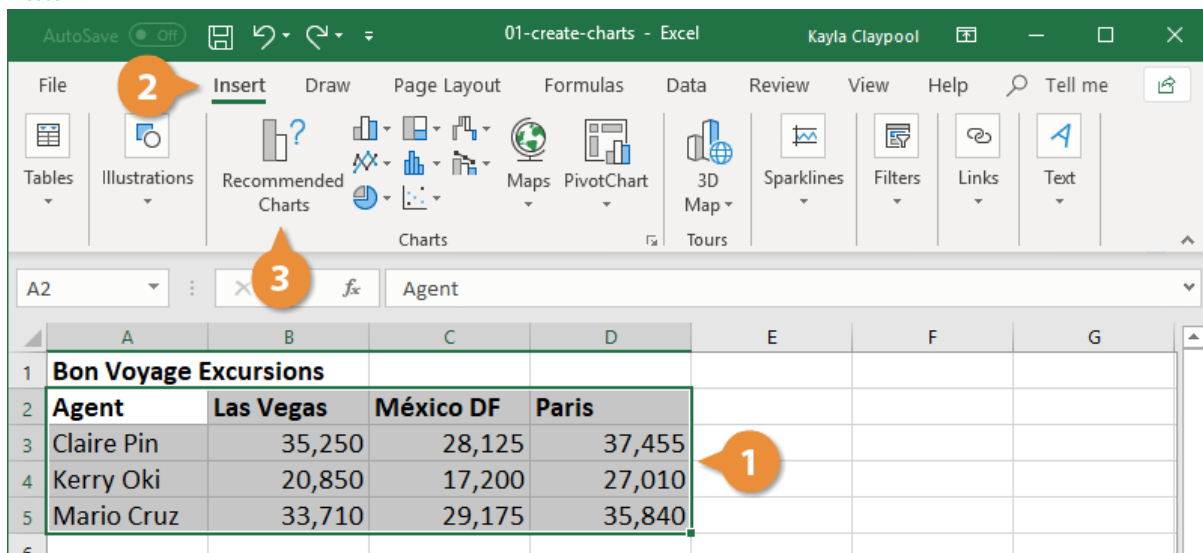 AutoSave Off 01-create-charts - Excel Kayla Claypool
File 2 Insert Draw Page Layout Formulas Data Review View Help Tell me
Tables Illustrations Recommended Charts Maps PivotChart 3D Map Sparklines Filters Links Text
Charts Tours
3
A2 fx Agent
A B C D E F G
1 Bon Voyage Excursions
2 Agent Las Vegas México DF Paris
3 Claire Pin 35,250 28,125 37,455
1
4 Kerry Oki 20,850 17,200 27,010
5 Mario Cruz 33,710 29,175 35,840